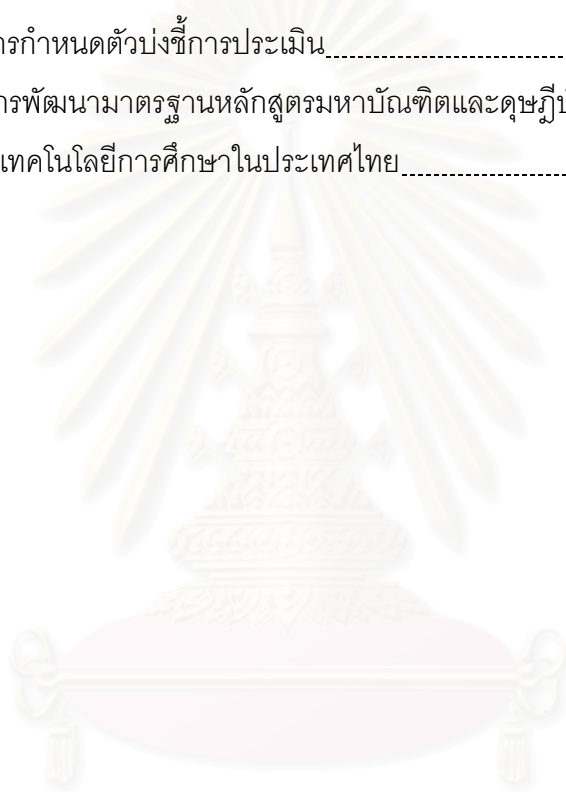 ารกำหนดตัวบ่งชี้การประเมิน
ารพัฒนามาตรฐานหลักสูตรมหาบัณฑิตและดุษฎีบั
เทคโนโลยีการศึกษาในประเทศไทย